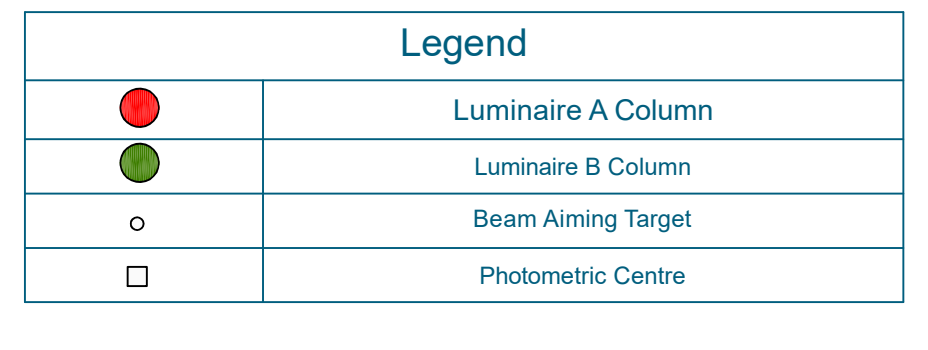 Legend
Luminaire A Column
Luminaire B Column
Beam Aiming Target
Photometric Centre